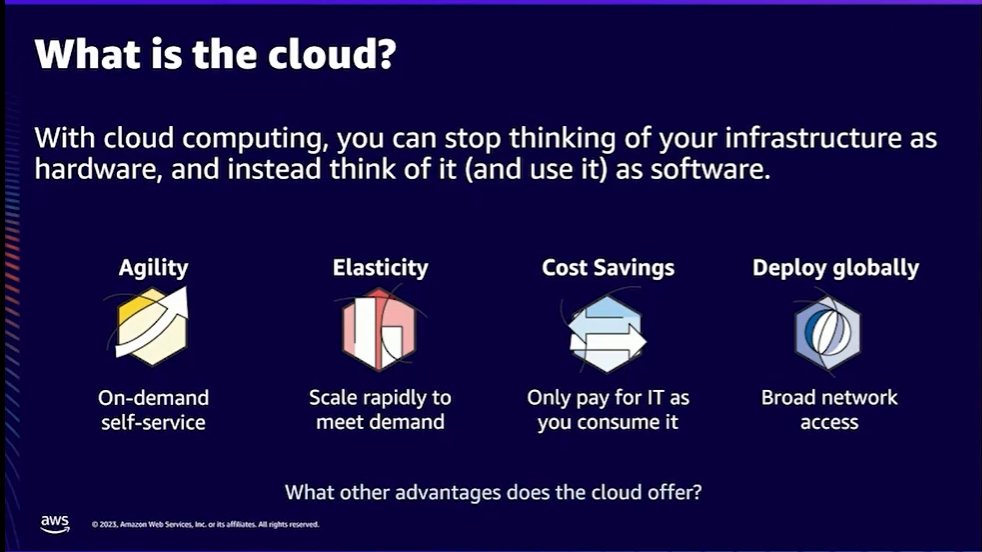 What is the cloud?
With cloud computing, you can stop thinking of your infrastructure as
hardware, and instead think of it (and use it) as software.
Agility
On-demand
self-service
Elasticity
Scale rapidly to
meet demand
Cost Savings
Only pay for IT as
you consume it
Deploy globally
Broad network
access
What other advantages does the cloud offer?
aws
© 2023, Amazon Web Services, Inc. or its affiliates. All rights reserved.